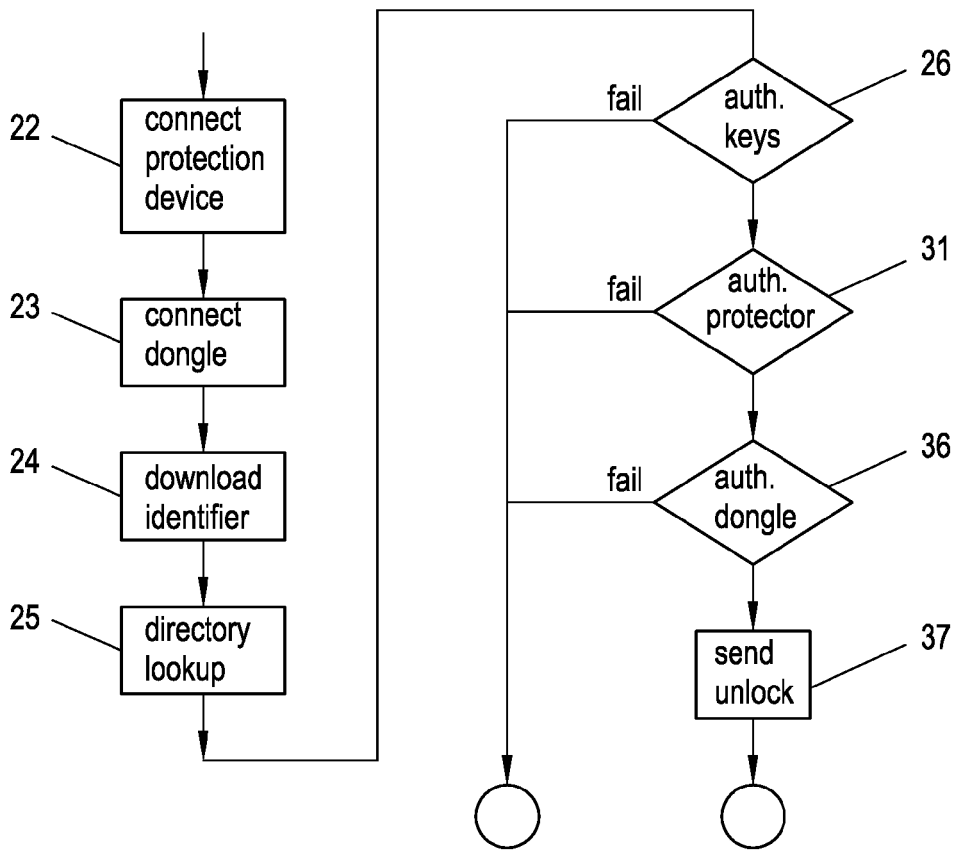 22
connect
protection
device
23
connect
dongle
24
download
identifier
25
directory
lookup
26
fail
auth.
keys
31
fail
auth.
protector
36
fail
auth.
dongle
37
send
unlock